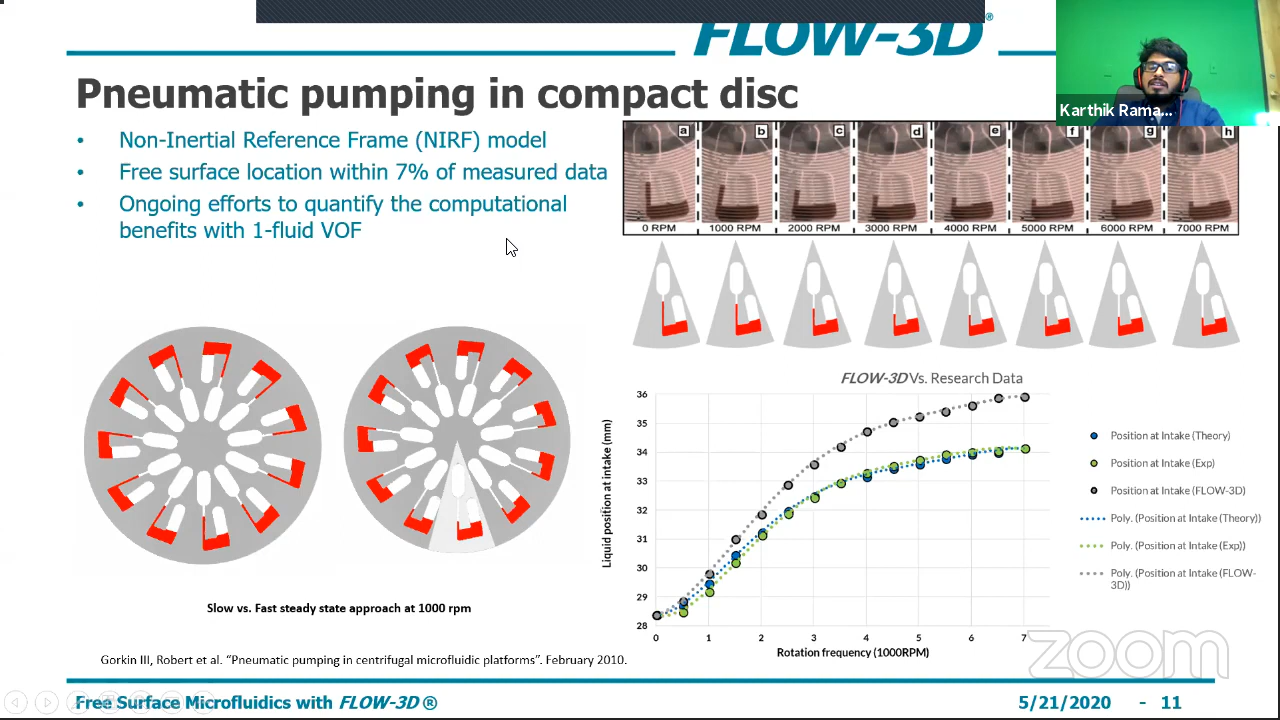 FLOW-3D®
Karthik Rama...
Pneumatic pumping in compact disc
• Non-Inertial Reference Frame (NIRF) model
• Free surface location within 7% of measured data
• Ongoing efforts to quantify the computational
benefits with 1-fluid VOF
a b c d e f g h
0 RPM 1000 RPM 2000 RPM 3000 RPM 4000 RPM 5000 RPM 6000 RPM 7000 RPM
FLOW-3D Vs. Research Data
36
35
34
33
32
31
30
29
28
0 1 2 3 4 5 6 7
Liquid position at intake (mm)
Rotation frequency (1000RPM)
Position at Intake (Theory)
Position at Intake (Exp)
Position at Intake (FLOW-3D)
Poly. (Position at Intake (Theory))
Poly. (Position at Intake (Exp))
Poly. (Position at Intake (FLOW-
3D))
Slow vs. Fast steady state approach at 1000 rpm
Gorkin III, Robert et al. “Pneumatic pumping in centrifugal microfluidic platforms”. February 2010.
zoom
Free Surface Microfluidics with FLOW-3D ®
5/21/2020 - 11